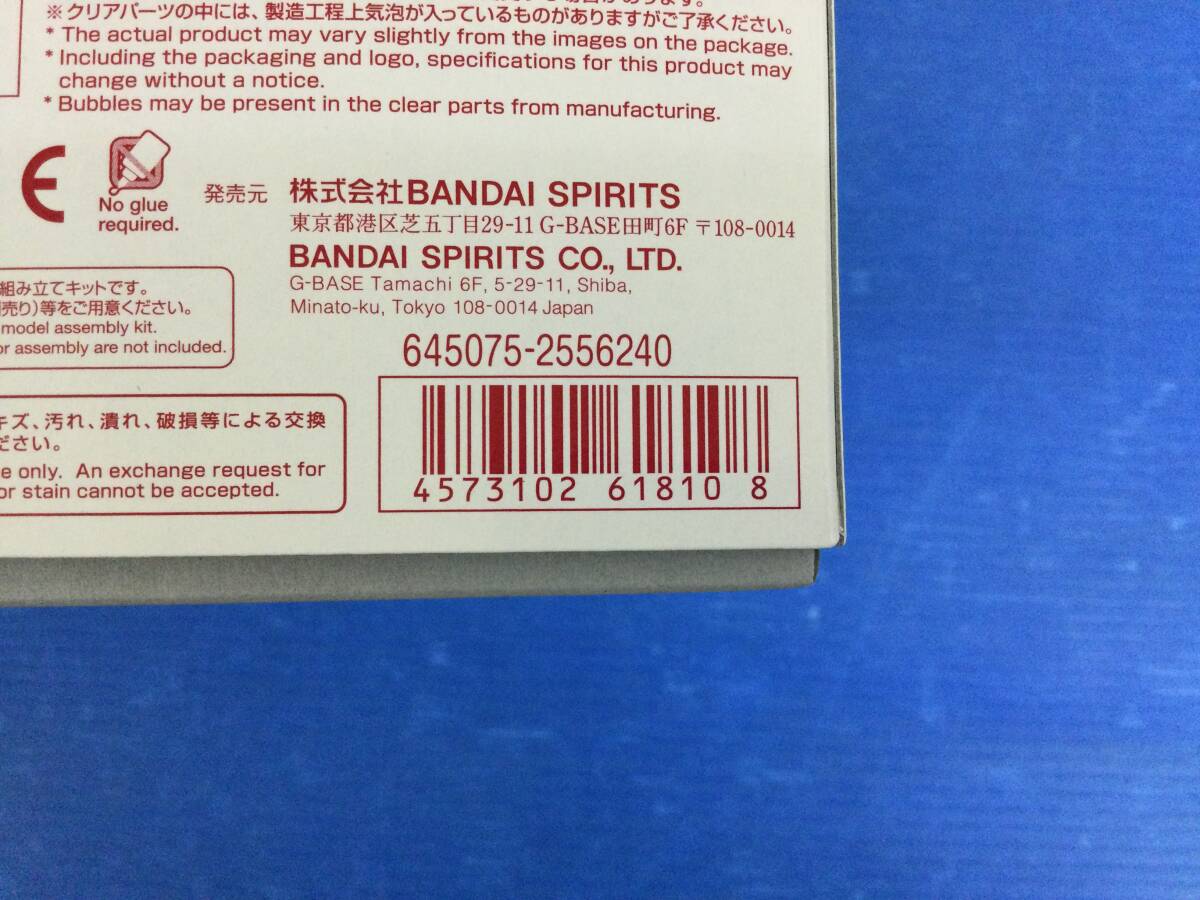 ※クリアパーツの中には、製造工程上気泡が入っているものがありますがご了承ください。
* The actual product may vary slightly from the images on the package.
* Including the packaging and logo, specifications for this product may
change without a notice.
* Bubbles may be present in the clear parts from manufacturing.
CE
No glue
required.
発売元 株式会社BANDAI SPIRITS
東京都港区芝五丁目29-11 G-BASE田町6F 〒108-0014
BANDAI SPIRITS CO., LTD.
G-BASE Tamachi 6F, 5-29-11, Shiba,
Minato-ku, Tokyo 108-0014 Japan
組み立てキットです。
売り)等をご用意ください。
model assembly kit.
or assembly are not included.
645075-2556240
キズ、汚れ、潰れ、破損等による交換
ださい。
e only. An exchange request for
or stain cannot be accepted.
4573102 61810 8